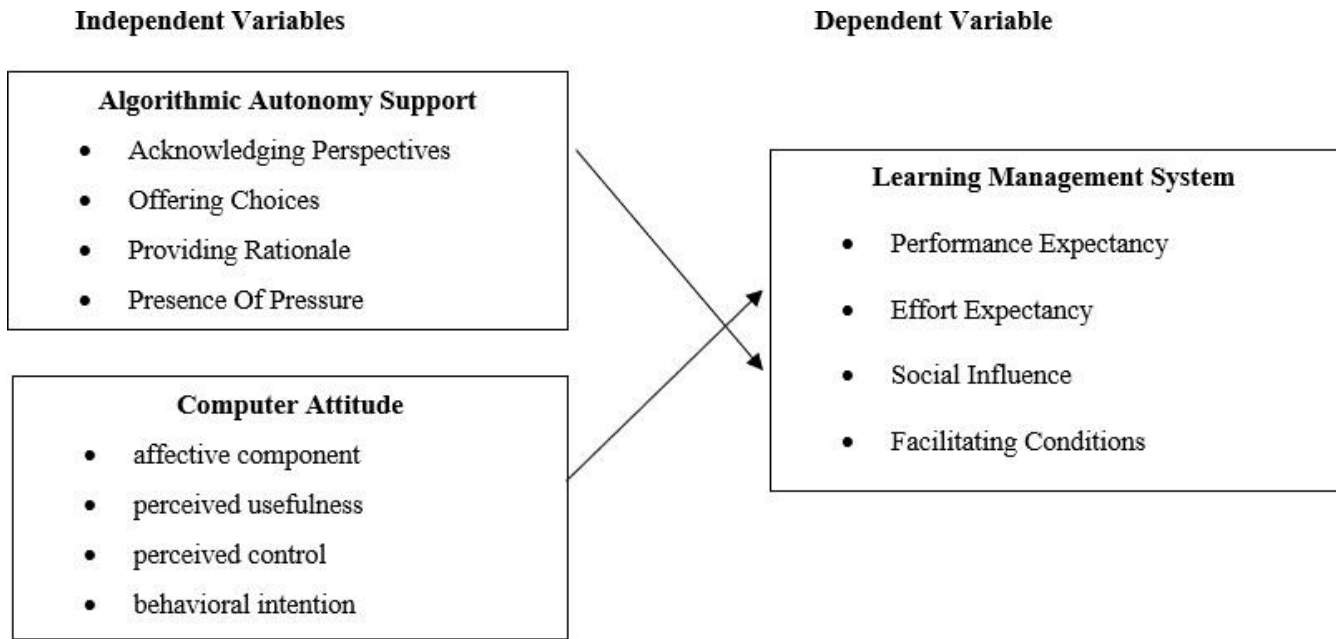 Independent Variables
Dependent Variable
Algorithmic Autonomy Support
• Acknowledging Perspectives
• Offering Choices
• Providing Rationale
• Presence Of Pressure
Computer Attitude
• affective component
• perceived usefulness
• perceived control
• behavioral intention
Learning Management System
• Performance Expectancy
• Effort Expectancy
• Social Influence
• Facilitating Conditions